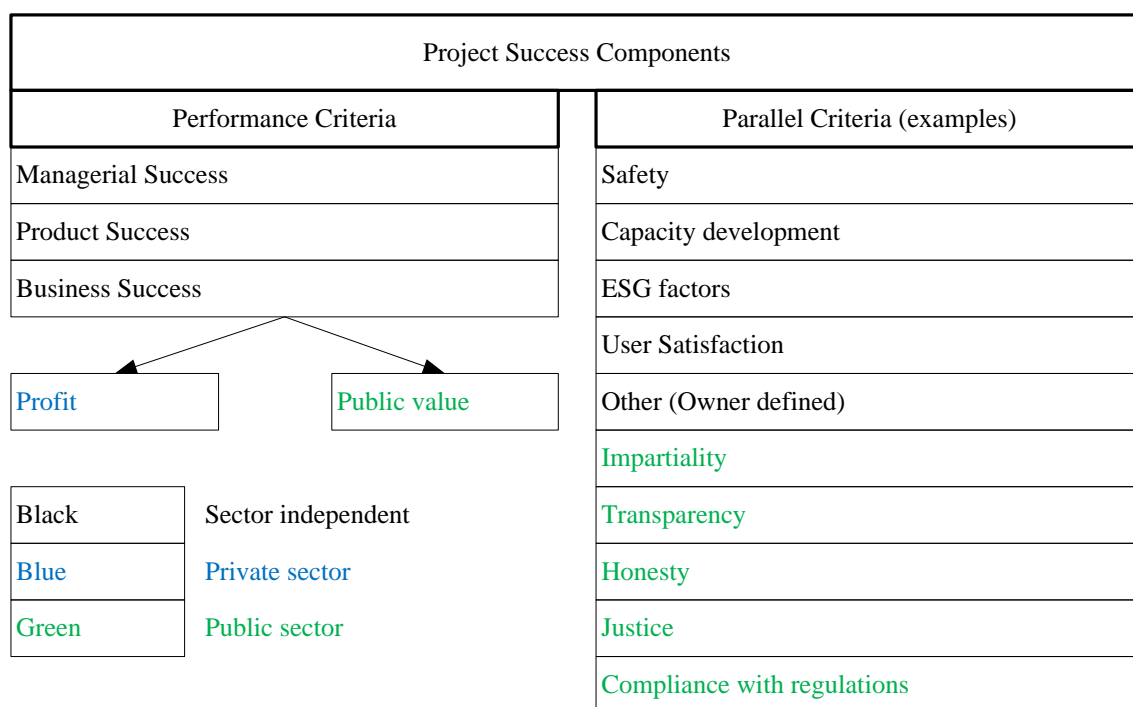 Project Success Components
Performance Criteria
Managerial Success
Product Success
Business Success
Profit
Public value
Black
Sector independent
Blue
Private sector
Green
Public sector
Parallel Criteria (examples)
Safety
Capacity development
ESG factors
User Satisfaction
Other (Owner defined)
Impartiality
Transparency
Honesty
Justice
Compliance with regulations